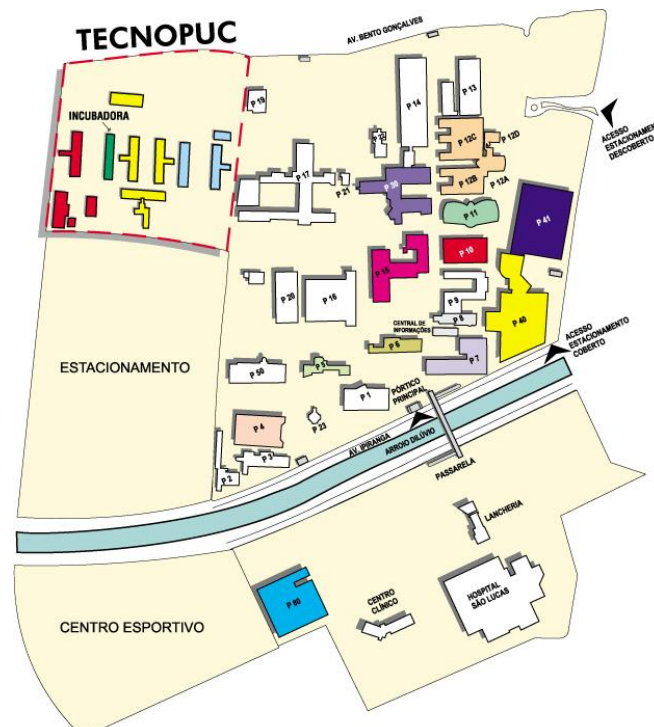 TECNOPUC
AV. BENTO GONÇALVES
INCUBADORA
P 19
P 14
P 13
P 12C
P 12D
P 12B
P 12A
ACESSO
ESTACIONAMENTO
DESCOBERTO
P 17
P 21
P 30
P 11
P 41
P 10
P 15
P 20
P 16
P 9
P 8
CENTRAL DE
INFORMAÇÕES
P 40
P 6
P 7
ACESSO
ESTACIONAMENTO
COBERTO
ESTACIONAMENTO
P 50
P 5
P 1
PÓRTICO
PRINCIPAL
P 4
P 23
AV. IPIRANGA
ARROIO DILÚVIO
P 3
P 2
PASSARELA
LANCHERIA
P 80
CENTRO
CLÍNICO
HOSPITAL
SÃO LUCAS
CENTRO ESPORTIVO